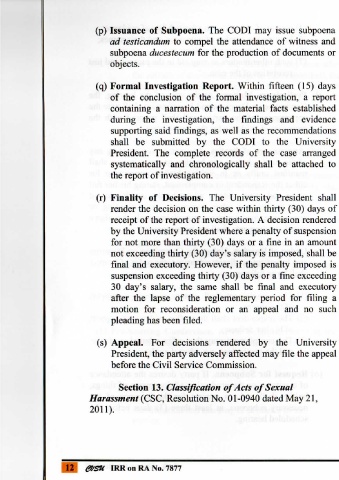 (p) Issuance of Subpoena. The CODI may issue subpoena
ad testicandum to compel the attendance of witness and
subpoena ducestecum for the production of documents or
objects.
(q) Formal Investigation Report. Within fifteen (15) days
of the conclusion of the formal investigation, a report
containing a narration of the material facts established
during the investigation, the findings and evidence
supporting said findings, as well as the recommendations
shall be submitted by the CODI to the University
President. The complete records of the case arranged
systematically and chronologically shall be attached to
the report of investigation.
(r) Finality of Decisions. The University President shall
render the decision on the case within thirty (30) days of
receipt of the report of investigation. A decision rendered
by the University President where a penalty of suspension
for not more than thirty (30) days or a fine in an amount
not exceeding thirty (30) day's salary is imposed, shall be
final and executory. However, if the penalty imposed is
suspension exceeding thirty (30) days or a fine exceeding
30 day's salary, the same shall be final and executory
after the lapse of the reglementary period for filing a
motion for reconsideration or an appeal and no such
pleading has been filed.
(s) Appeal. For decisions rendered by the University
President, the party adversely affected may file the appeal
before the Civil Service Commission.
Section 13. Classification of Acts of Sexual
Harassment (CSC, Resolution No. 01-0940 dated May 21,
2011).
12 CVSU IRR on RA No. 7877